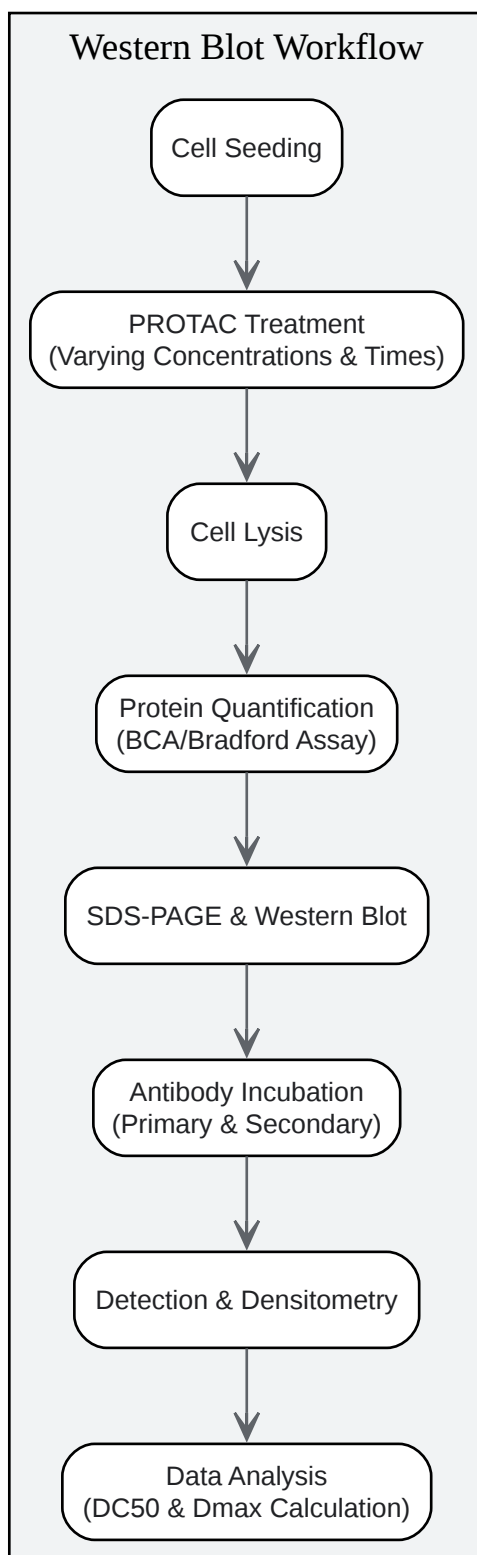 Western Blot Workflow
Cell Seeding
PROTAC Treatment
(Varying Concentrations & Times)
Cell Lysis
Protein Quantification
(BCA/Bradford Assay)
SDS-PAGE & Western Blot
Antibody Incubation
(Primary & Secondary)
Detection & Densitometry
Data Analysis
(DC50 & Dmax Calculation)